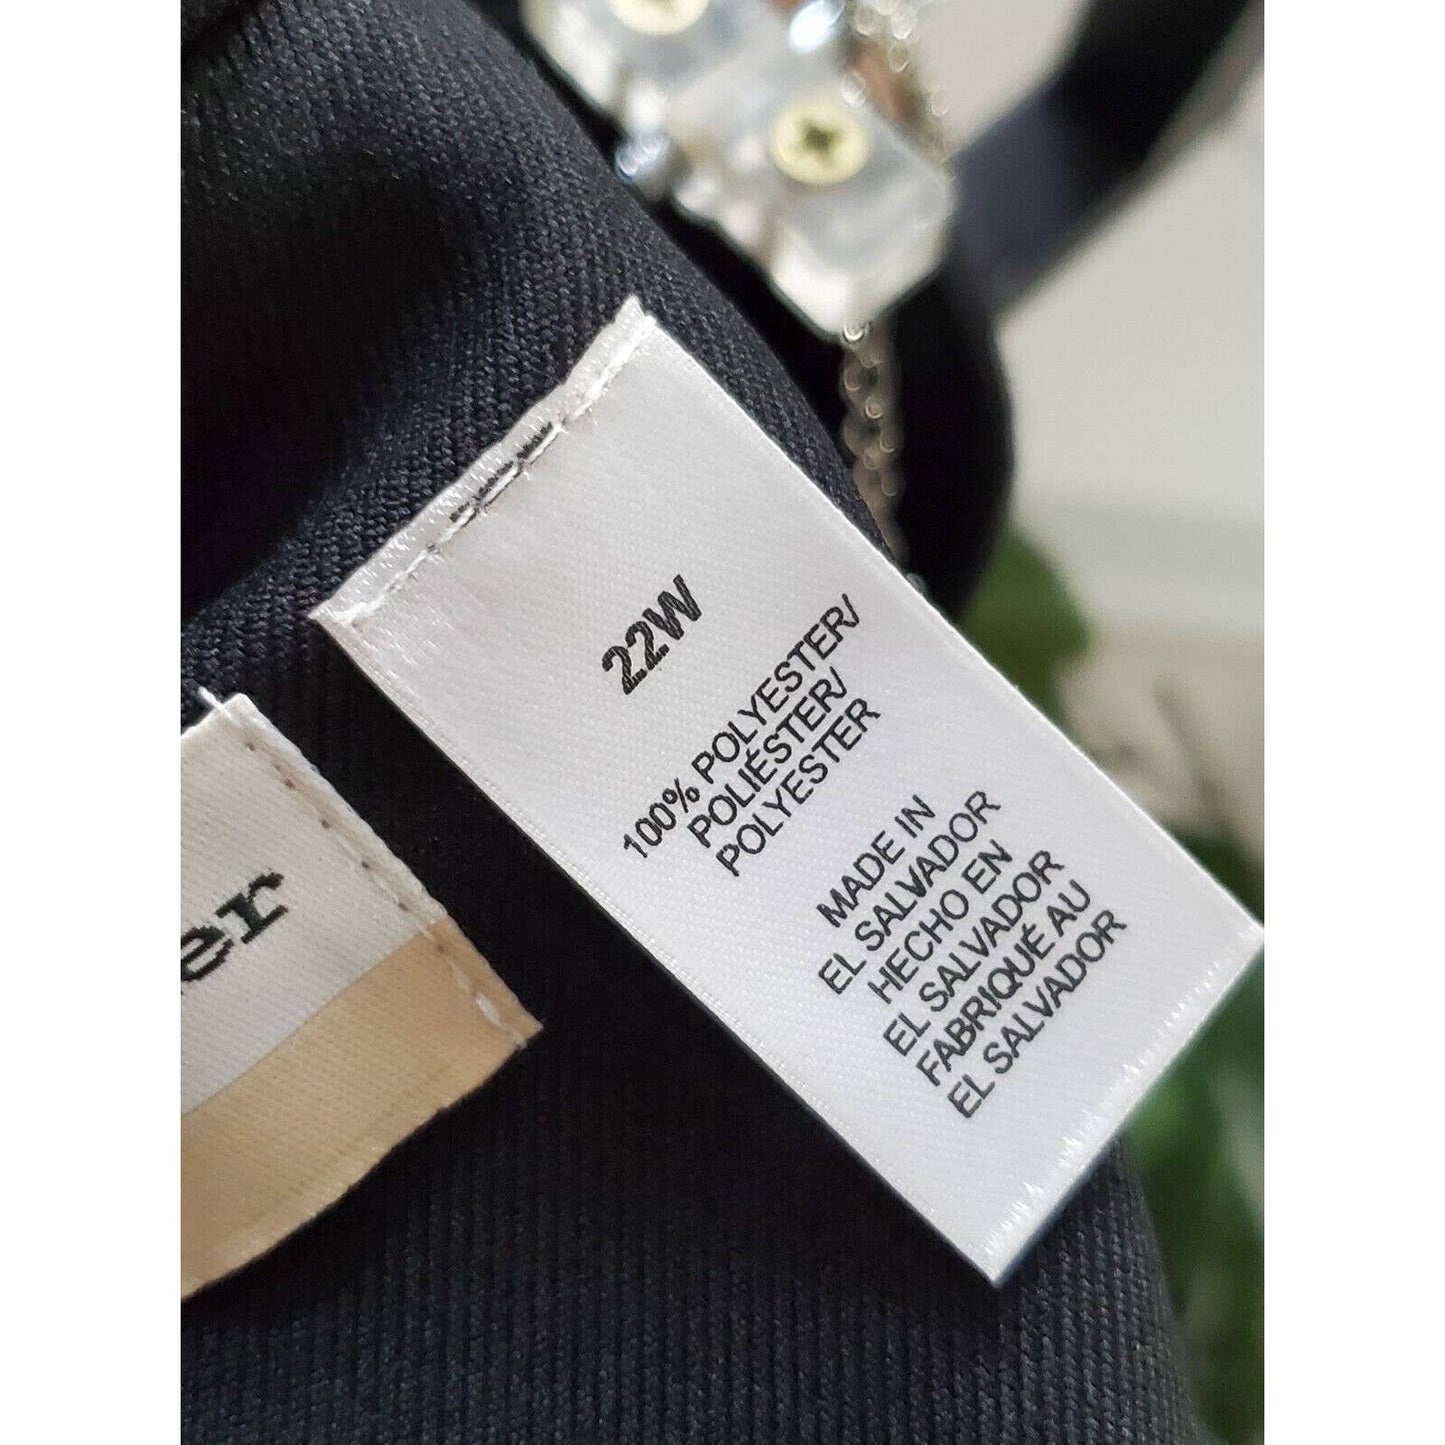 22W
100% POLYESTER/
POLIÉSTER/
POLYESTER
MADE IN
EL SALVADOR
HECHO EN
EL SALVADOR
FABRIQUÉ AU
EL SALVADOR
er